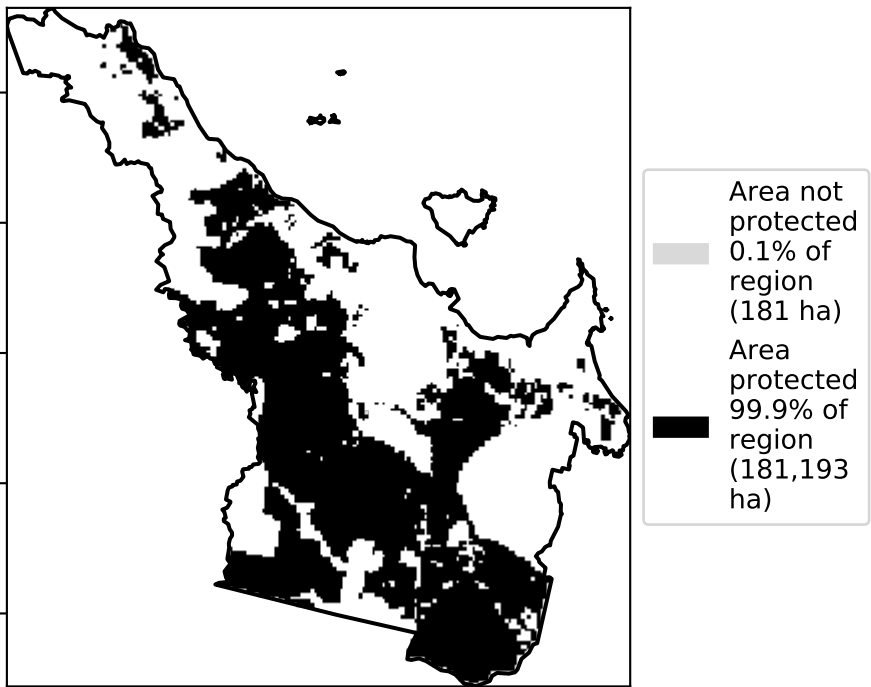 Area not
protected
0.1% of
region
(181 ha)
Area
protected
99.9% of
region
(181,193
ha)